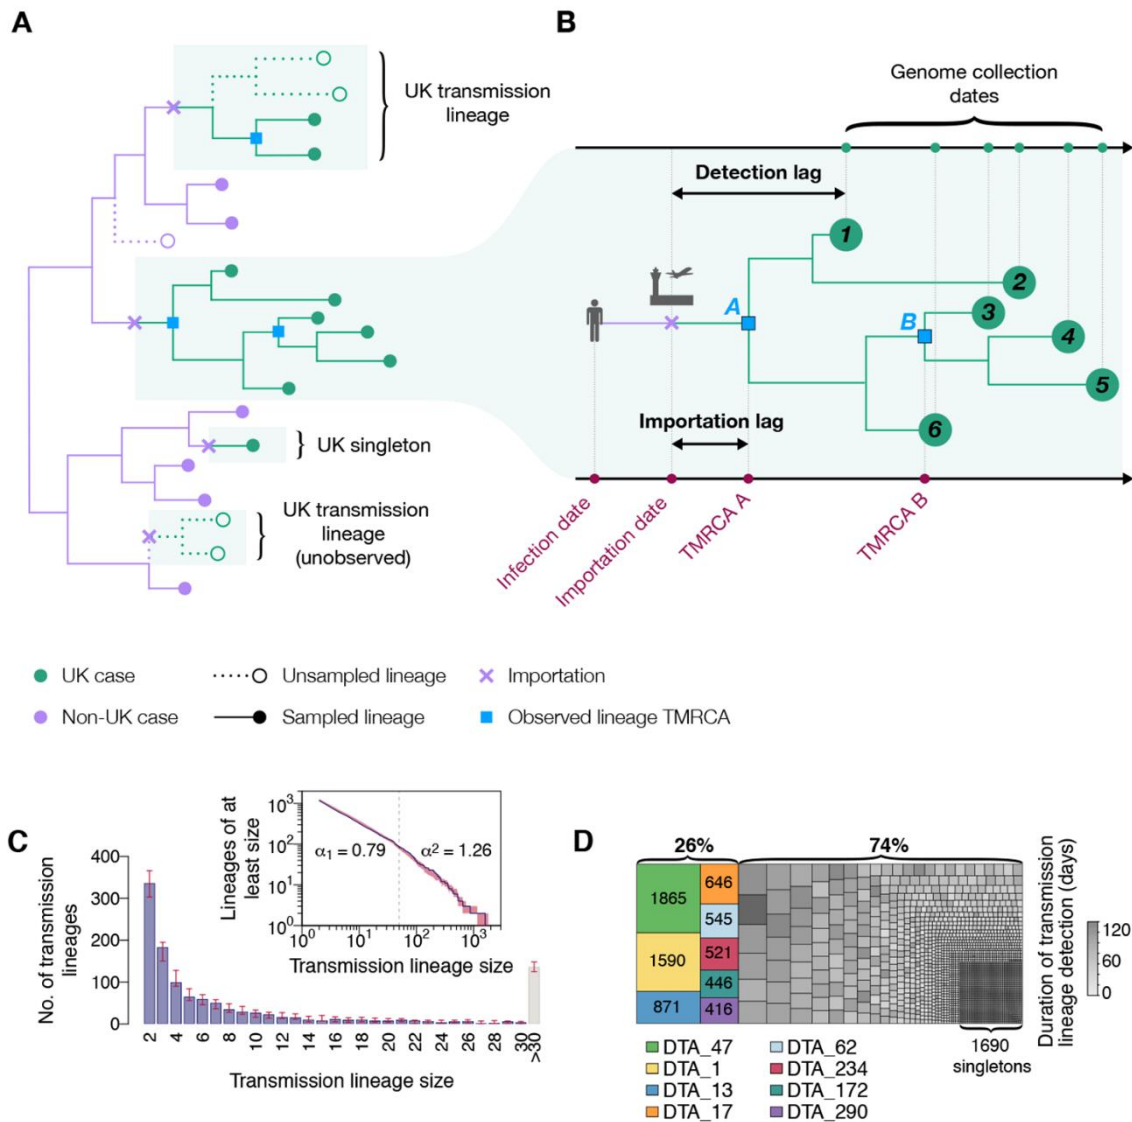 A
UK transmission
lineage
UK singleton
UK transmission
lineage
(unobserved)
B
Genome collection
dates
Detection lag
1
2
A
B
3
4
5
6
Importation lag
Infection date
Importation date
TMRCA A
TMRCA B
UK case
Unsampled lineage
Importation
Non-UK case
Sampled lineage
Observed lineage TMRCA
C
No. of transmission
lineages
400
300
200
100
0
2
4
6
8
10
12
14
16
18
20
22
24
26
28
30
>30
Transmission lineage size
Lineages of at
least size
10³
10²
10¹
10⁰
α₁ = 0.79
α² = 1.26
10⁰
10¹
10²
10³
Transmission lineage size
D
26%
74%
1865
646
545
1590
521
446
871
416
1690
singletons
Duration of transmission
lineage detection (days)
120
60
0
DTA_47
DTA_62
DTA_1
DTA_234
DTA_13
DTA_172
DTA_17
DTA_290